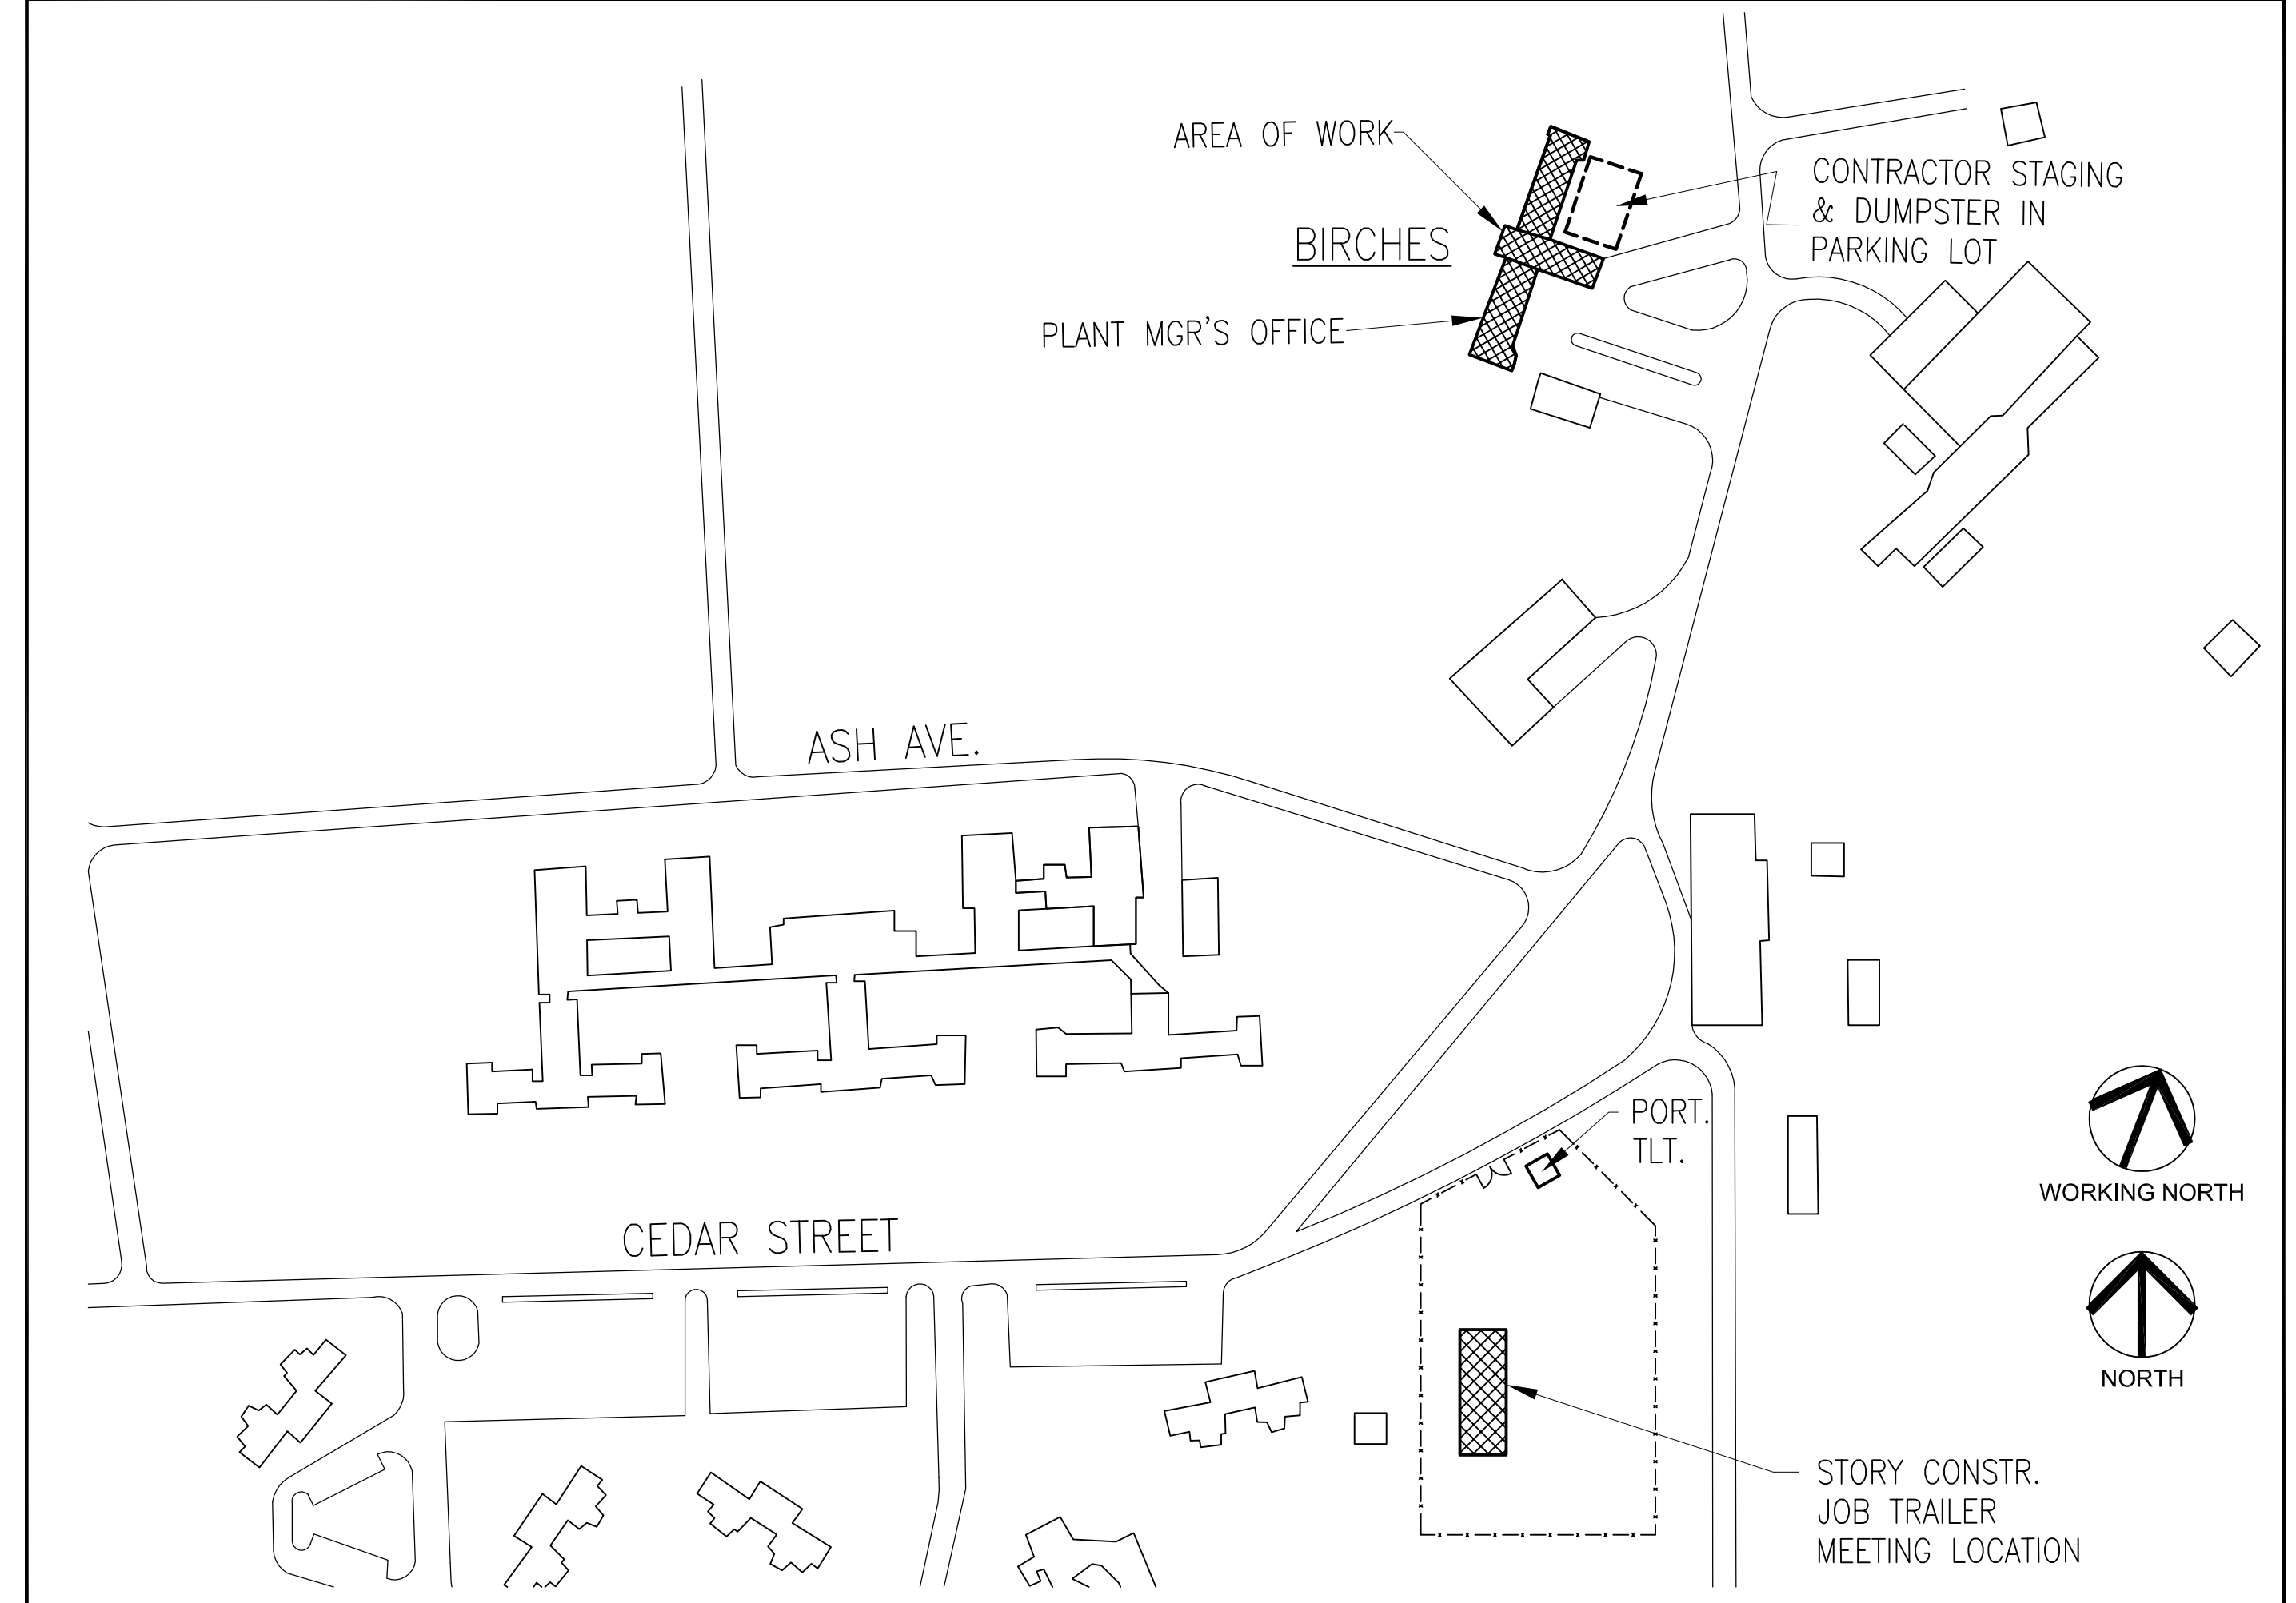 AREA OF WORK
CONTRACTOR STAGING
& DUMPSTER IN
PARKING LOT
BIRCHES
PLANT MGR'S OFFICE
ASH AVE.
PORT.
TLT.
WORKING NORTH
CEDAR STREET
NORTH
STORY CONSTR.
JOB TRAILER
MEETING LOCATION